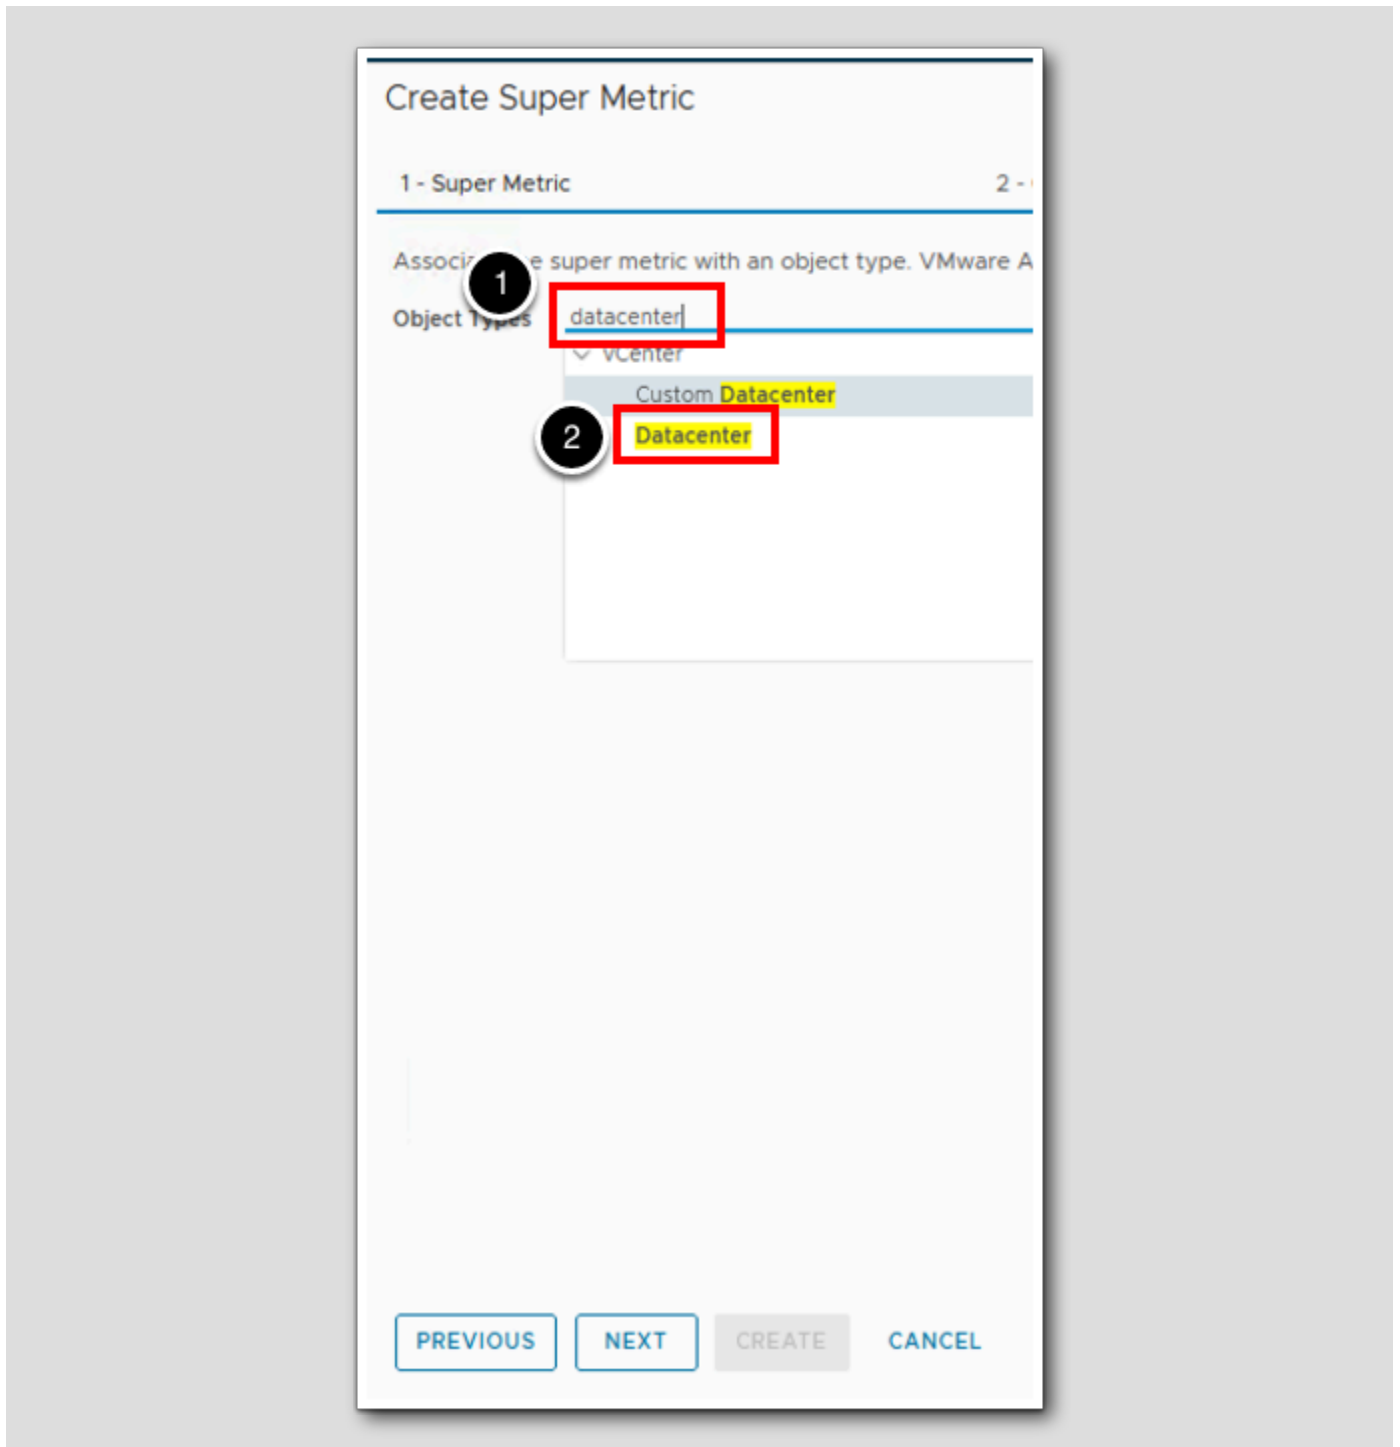 Create Super Metric
1 - Super Metric
2 -
1
super metric with an object type. VMware A
Object Types
datacenter
vCenter
Custom Datacenter
2
Datacenter
PREVIOUS
NEXT
CREATE
CANCEL